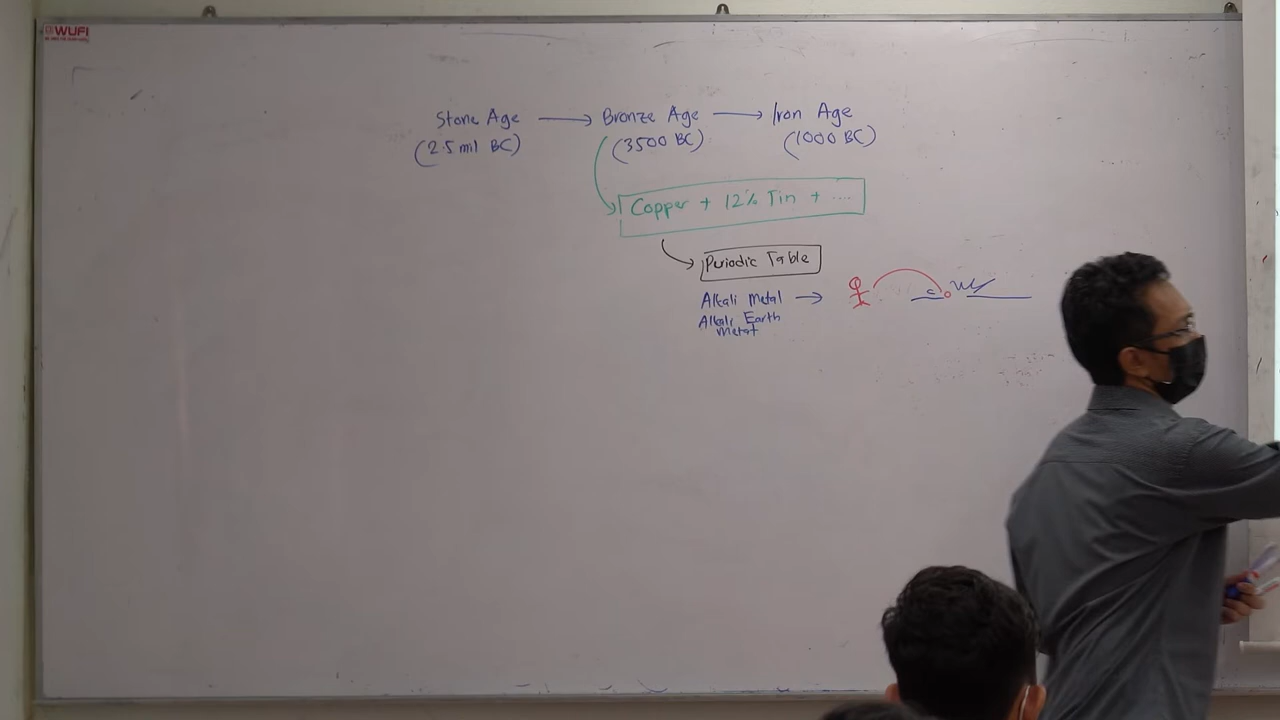 WUFI
Stone Age → Bronze Age → Iron Age
(2.5 mil BC) (3500 BC) (1000 BC)
Copper + 12% Tin + ....
Periodic Table
Alkali Metal →
Alkali Earth
Metal